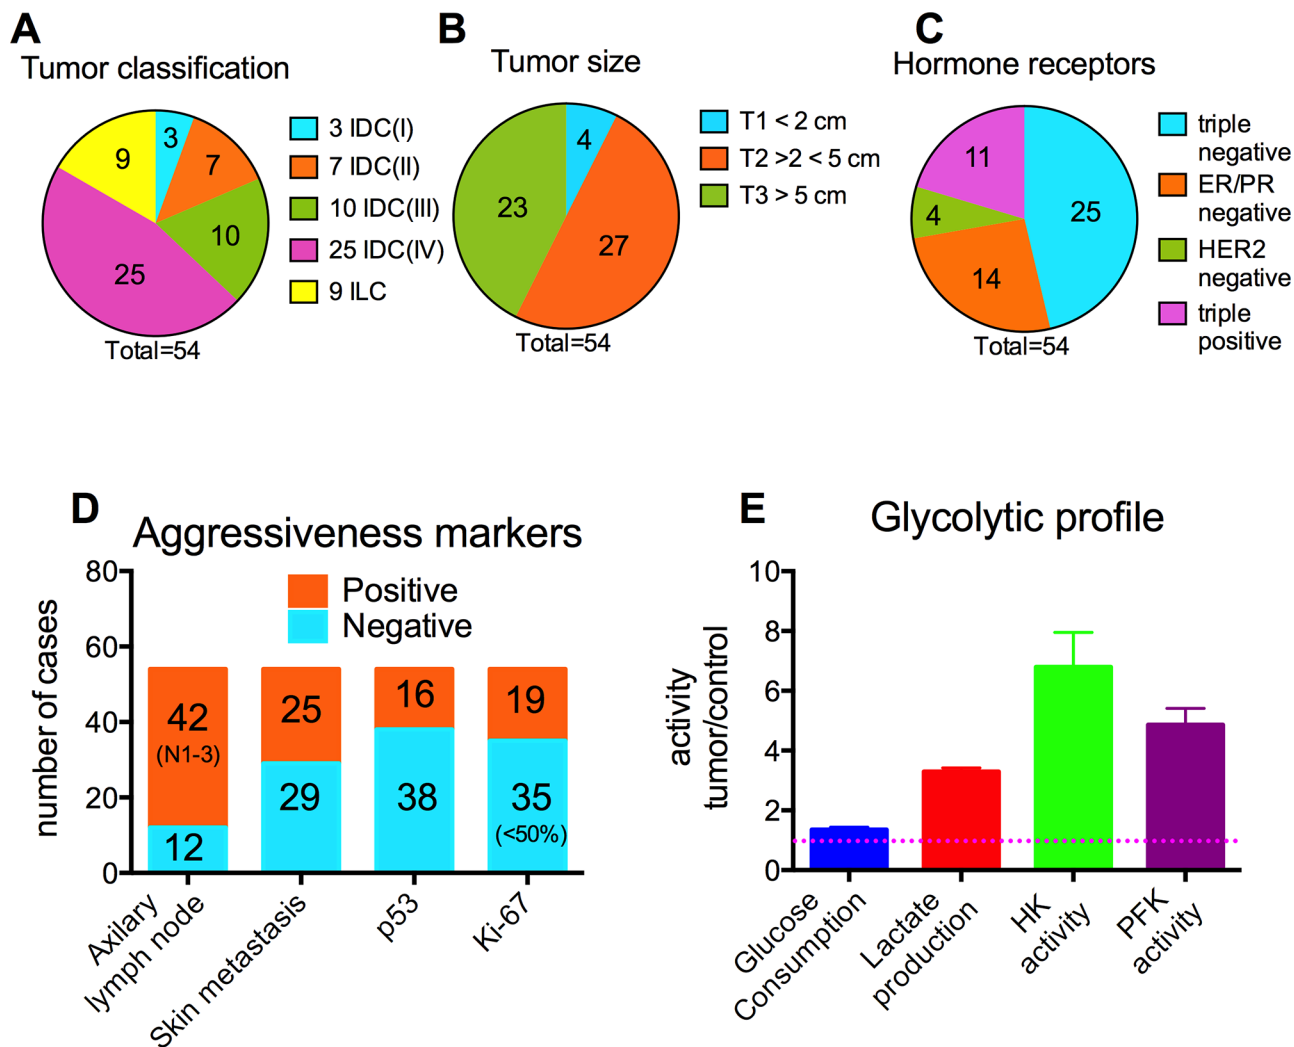 A
Tumor classification
3
7
10
25
9
3 IDC(I)
7 IDC(II)
10 IDC(III)
25 IDC(IV)
9 ILC
Total=54
B
Tumor size
4
27
23
T1 < 2 cm
T2 >2 < 5 cm
T3 > 5 cm
Total=54
C
Hormone receptors
25
14
4
11
triple
negative
ER/PR
negative
HER2
negative
triple
positive
Total=54
D
Aggressiveness markers
Positive
Negative
number of cases
80
60
40
20
0
42
(N1-3)
12
25
29
16
38
19
35
(<50%)
Axilary
lymph node
Skin metastasis
p53
Ki-67
E
Glycolytic profile
activity
tumor/control
10
8
6
4
2
0
Glucose
Consumption
Lactate
production
HK
activity
PFK
activity